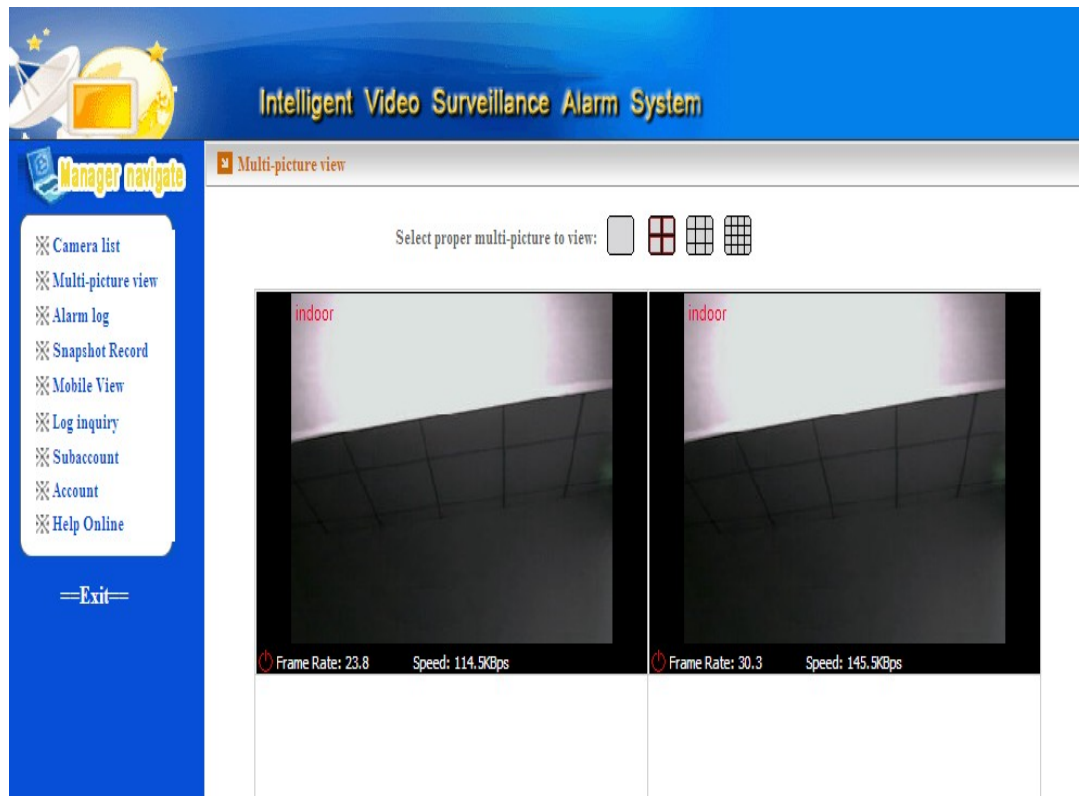 Intelligent Video Surveillance Alarm System
Manager navigate
Multi-picture view
Camera list
Multi-picture view
Alarm log
Snapshot Record
Mobile View
Log inquiry
Subaccount
Account
Help Online
==Exit==
Select proper multi-picture to view:
indoor
indoor
Frame Rate: 23.8 Speed: 114.5KBps
Frame Rate: 30.3 Speed: 145.5KBps